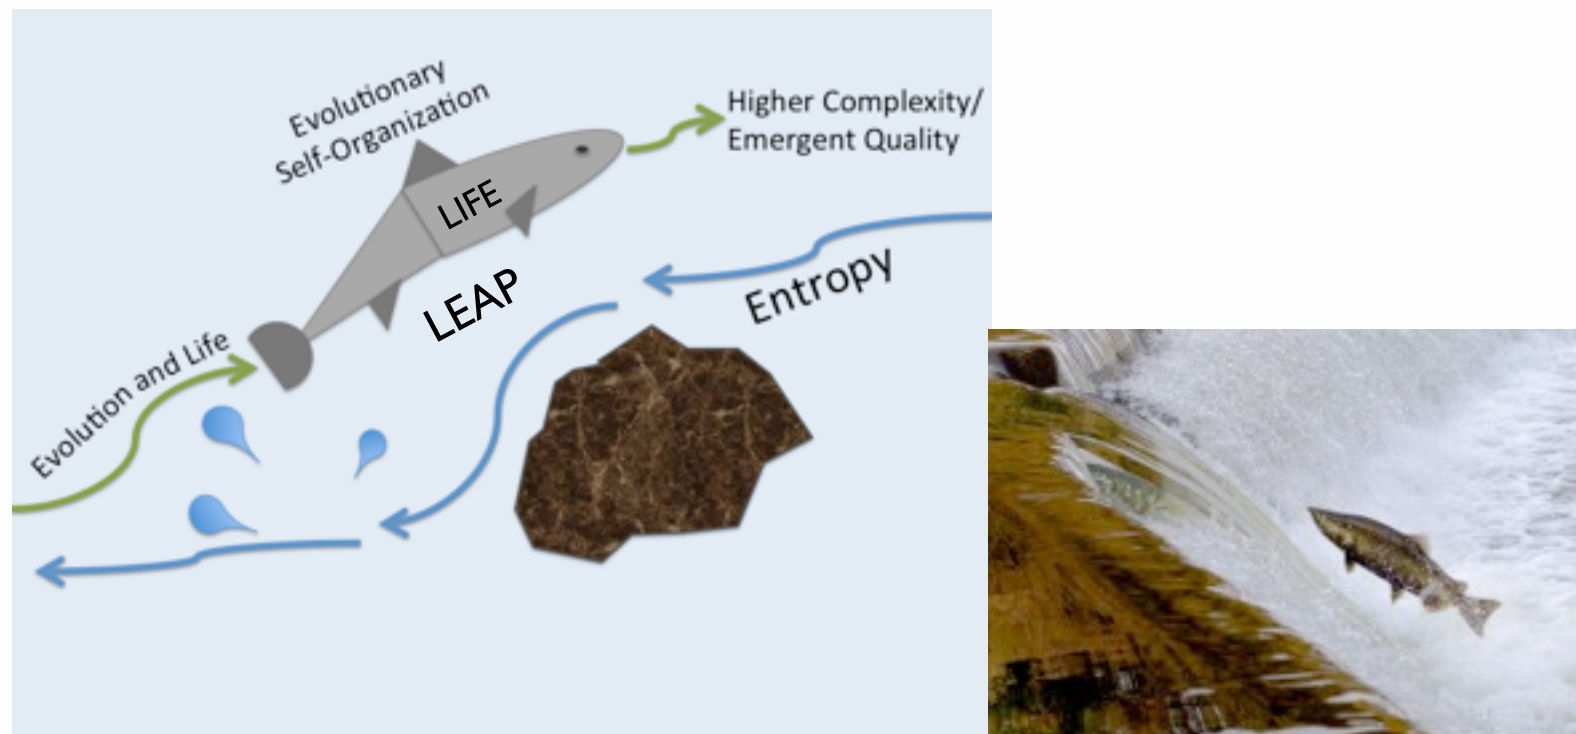 Evolutionary
Self-Organization
Higher Complexity/
Emergent Quality
LIFE
LEAP
Entropy
Evolution and Life